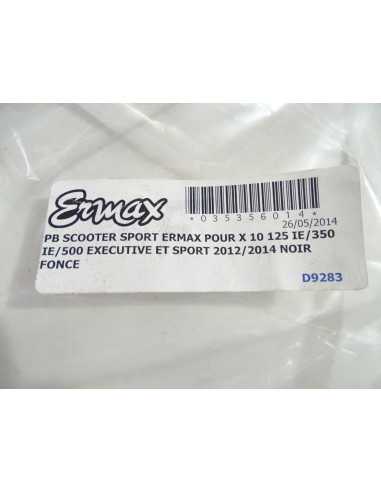 Ermax
*035356014*
26/05/2014
PB SCOOTER SPORT ERMAX POUR X 10 125 IE/350
IE/500 EXECUTIVE ET SPORT 2012/2014 NOIR
FONCE
D9283